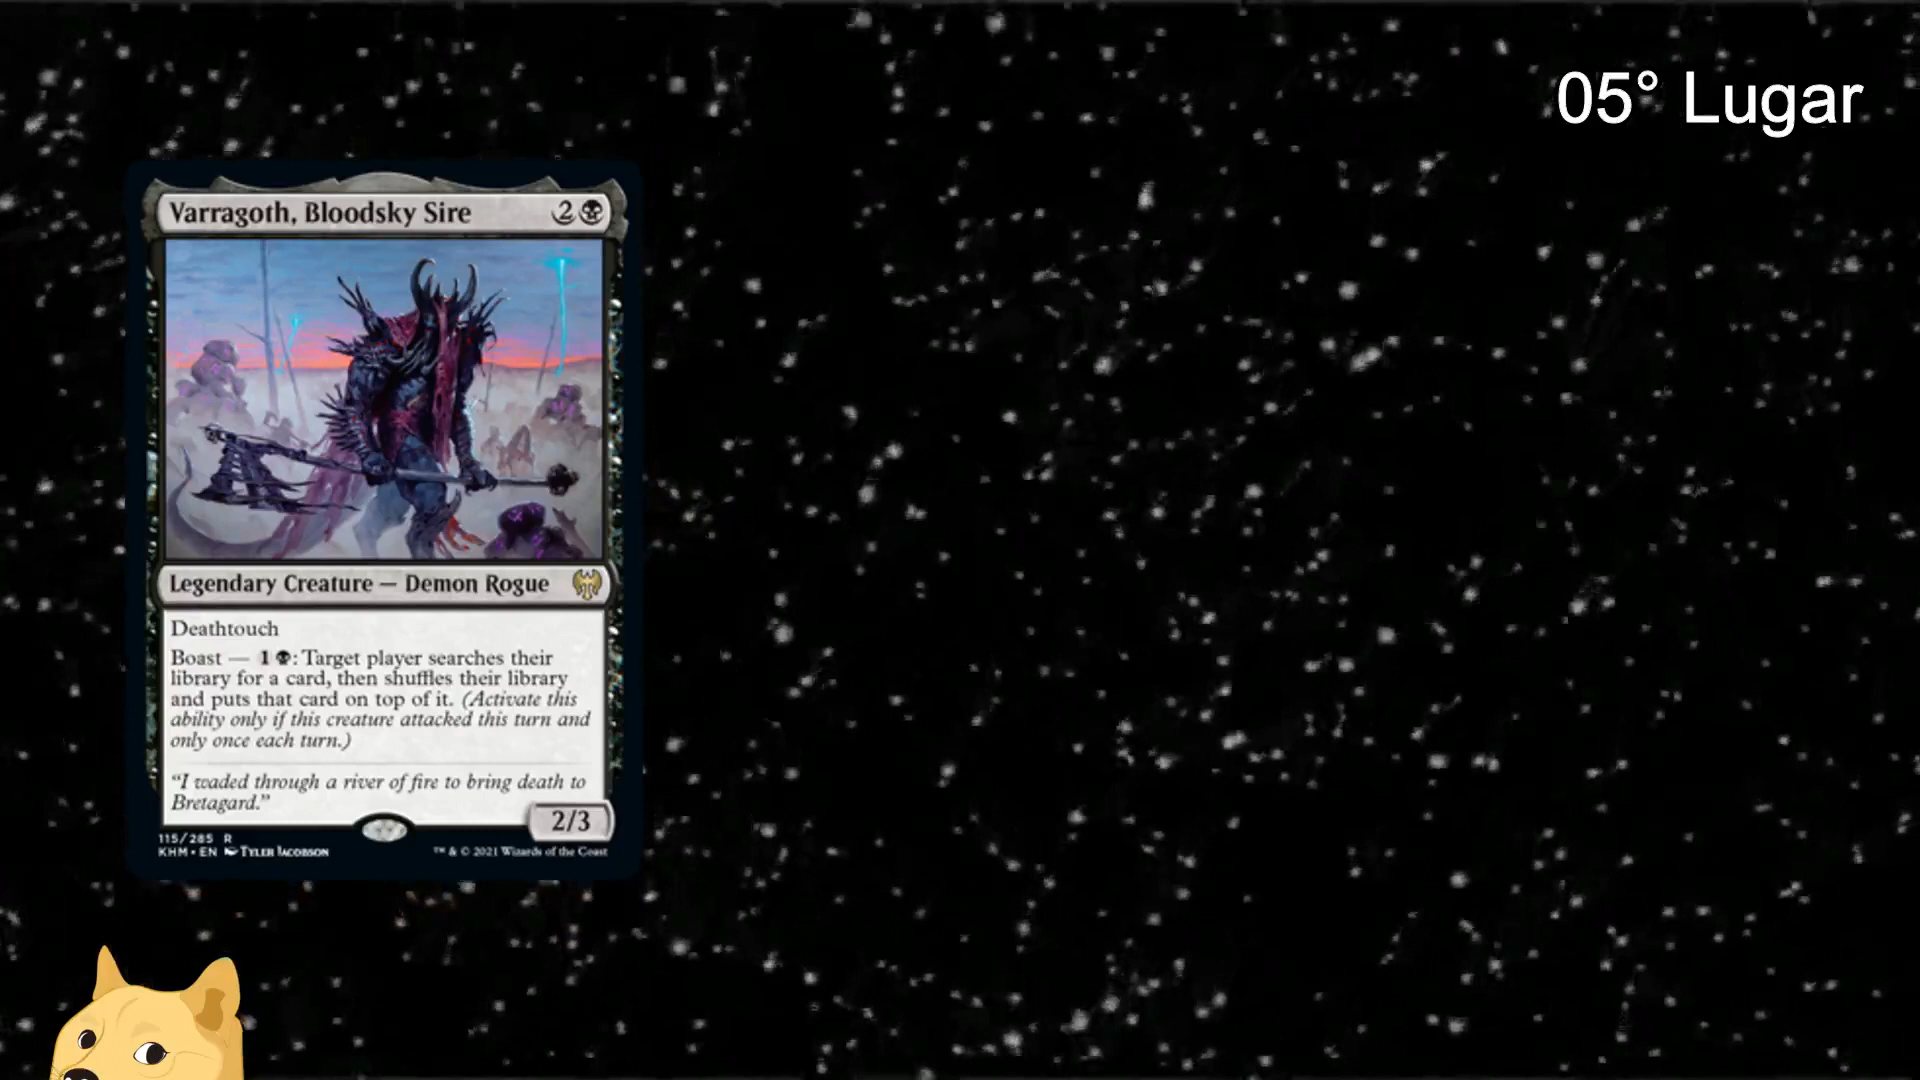 05° Lugar
Varragoth, Bloodsky Sire 2
Legendary Creature — Demon Rogue
Deathtouch
Boast — 1 : Target player searches their
library for a card, then shuffles their library
and puts that card on top of it. (Activate this
ability only if this creature attacked this turn and
only once each turn.)
"I waded through a river of fire to bring death to
Bretagard."
2/3
115/285 R
KHM • EN Tyler Jacobson
™ & © 2021 Wizards of the Coast